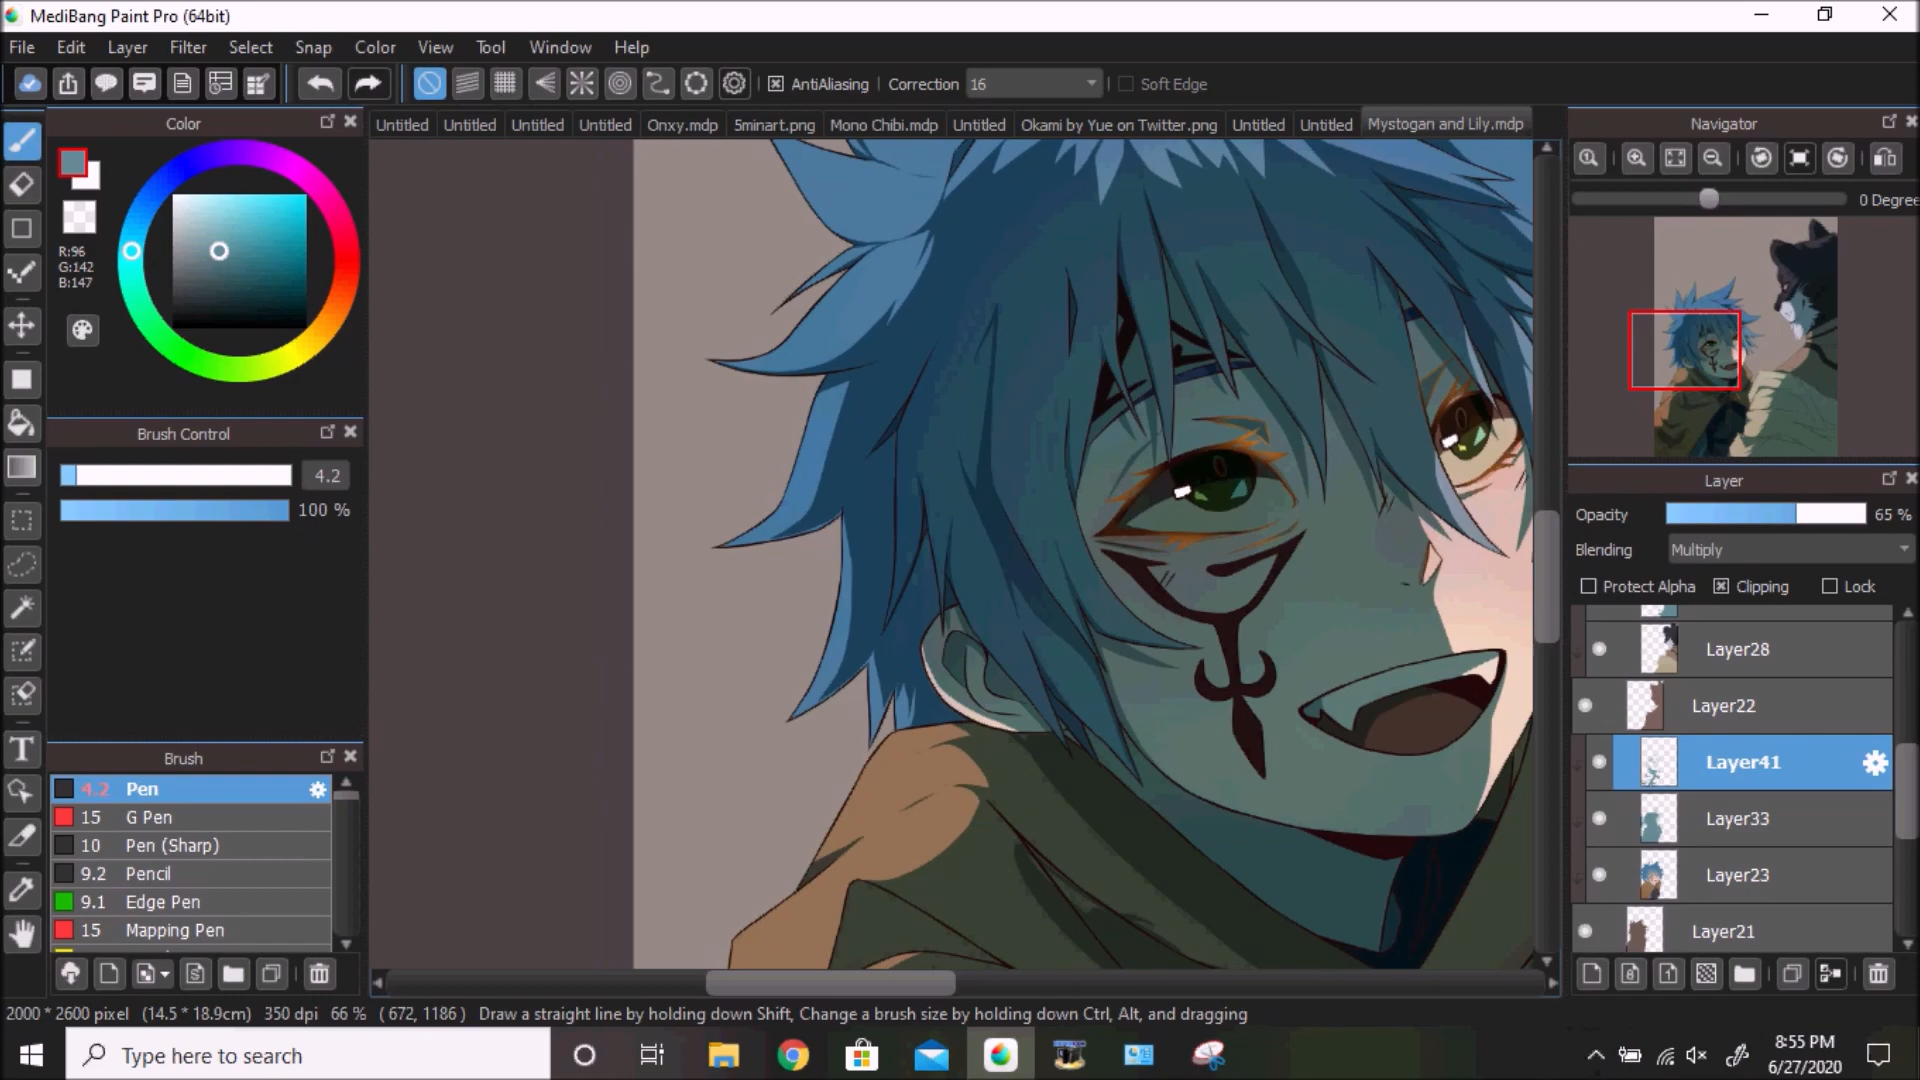 MediBang Paint Pro (64bit)
File Edit Layer Filter Select Snap Color View Tool Window Help
AntiAliasing Correction 16 Soft Edge
Color
Untitled Untitled Untitled Untitled Onxy.mdp 5minart.png Mono Chibi.mdp Untitled Okami by Yue on Twitter.png Untitled Untitled Mystogan and Lily.mdp
Navigator
0 Degree
R:96
G:142
B:147
Brush Control
4.2
100 %
Layer
Opacity 65 %
Blending Multiply
Protect Alpha Clipping Lock
Layer28
Layer22
Layer41
Layer33
Layer23
Layer21
Brush
4.2 Pen
15 G Pen
10 Pen (Sharp)
9.2 Pencil
9.1 Edge Pen
15 Mapping Pen
2000 * 2600 pixel (14.5 * 18.9cm) 350 dpi 66 % ( 672, 1186 ) Draw a straight line by holding down Shift, Change a brush size by holding down Ctrl, Alt, and dragging
Type here to search
8:55 PM
6/27/2020